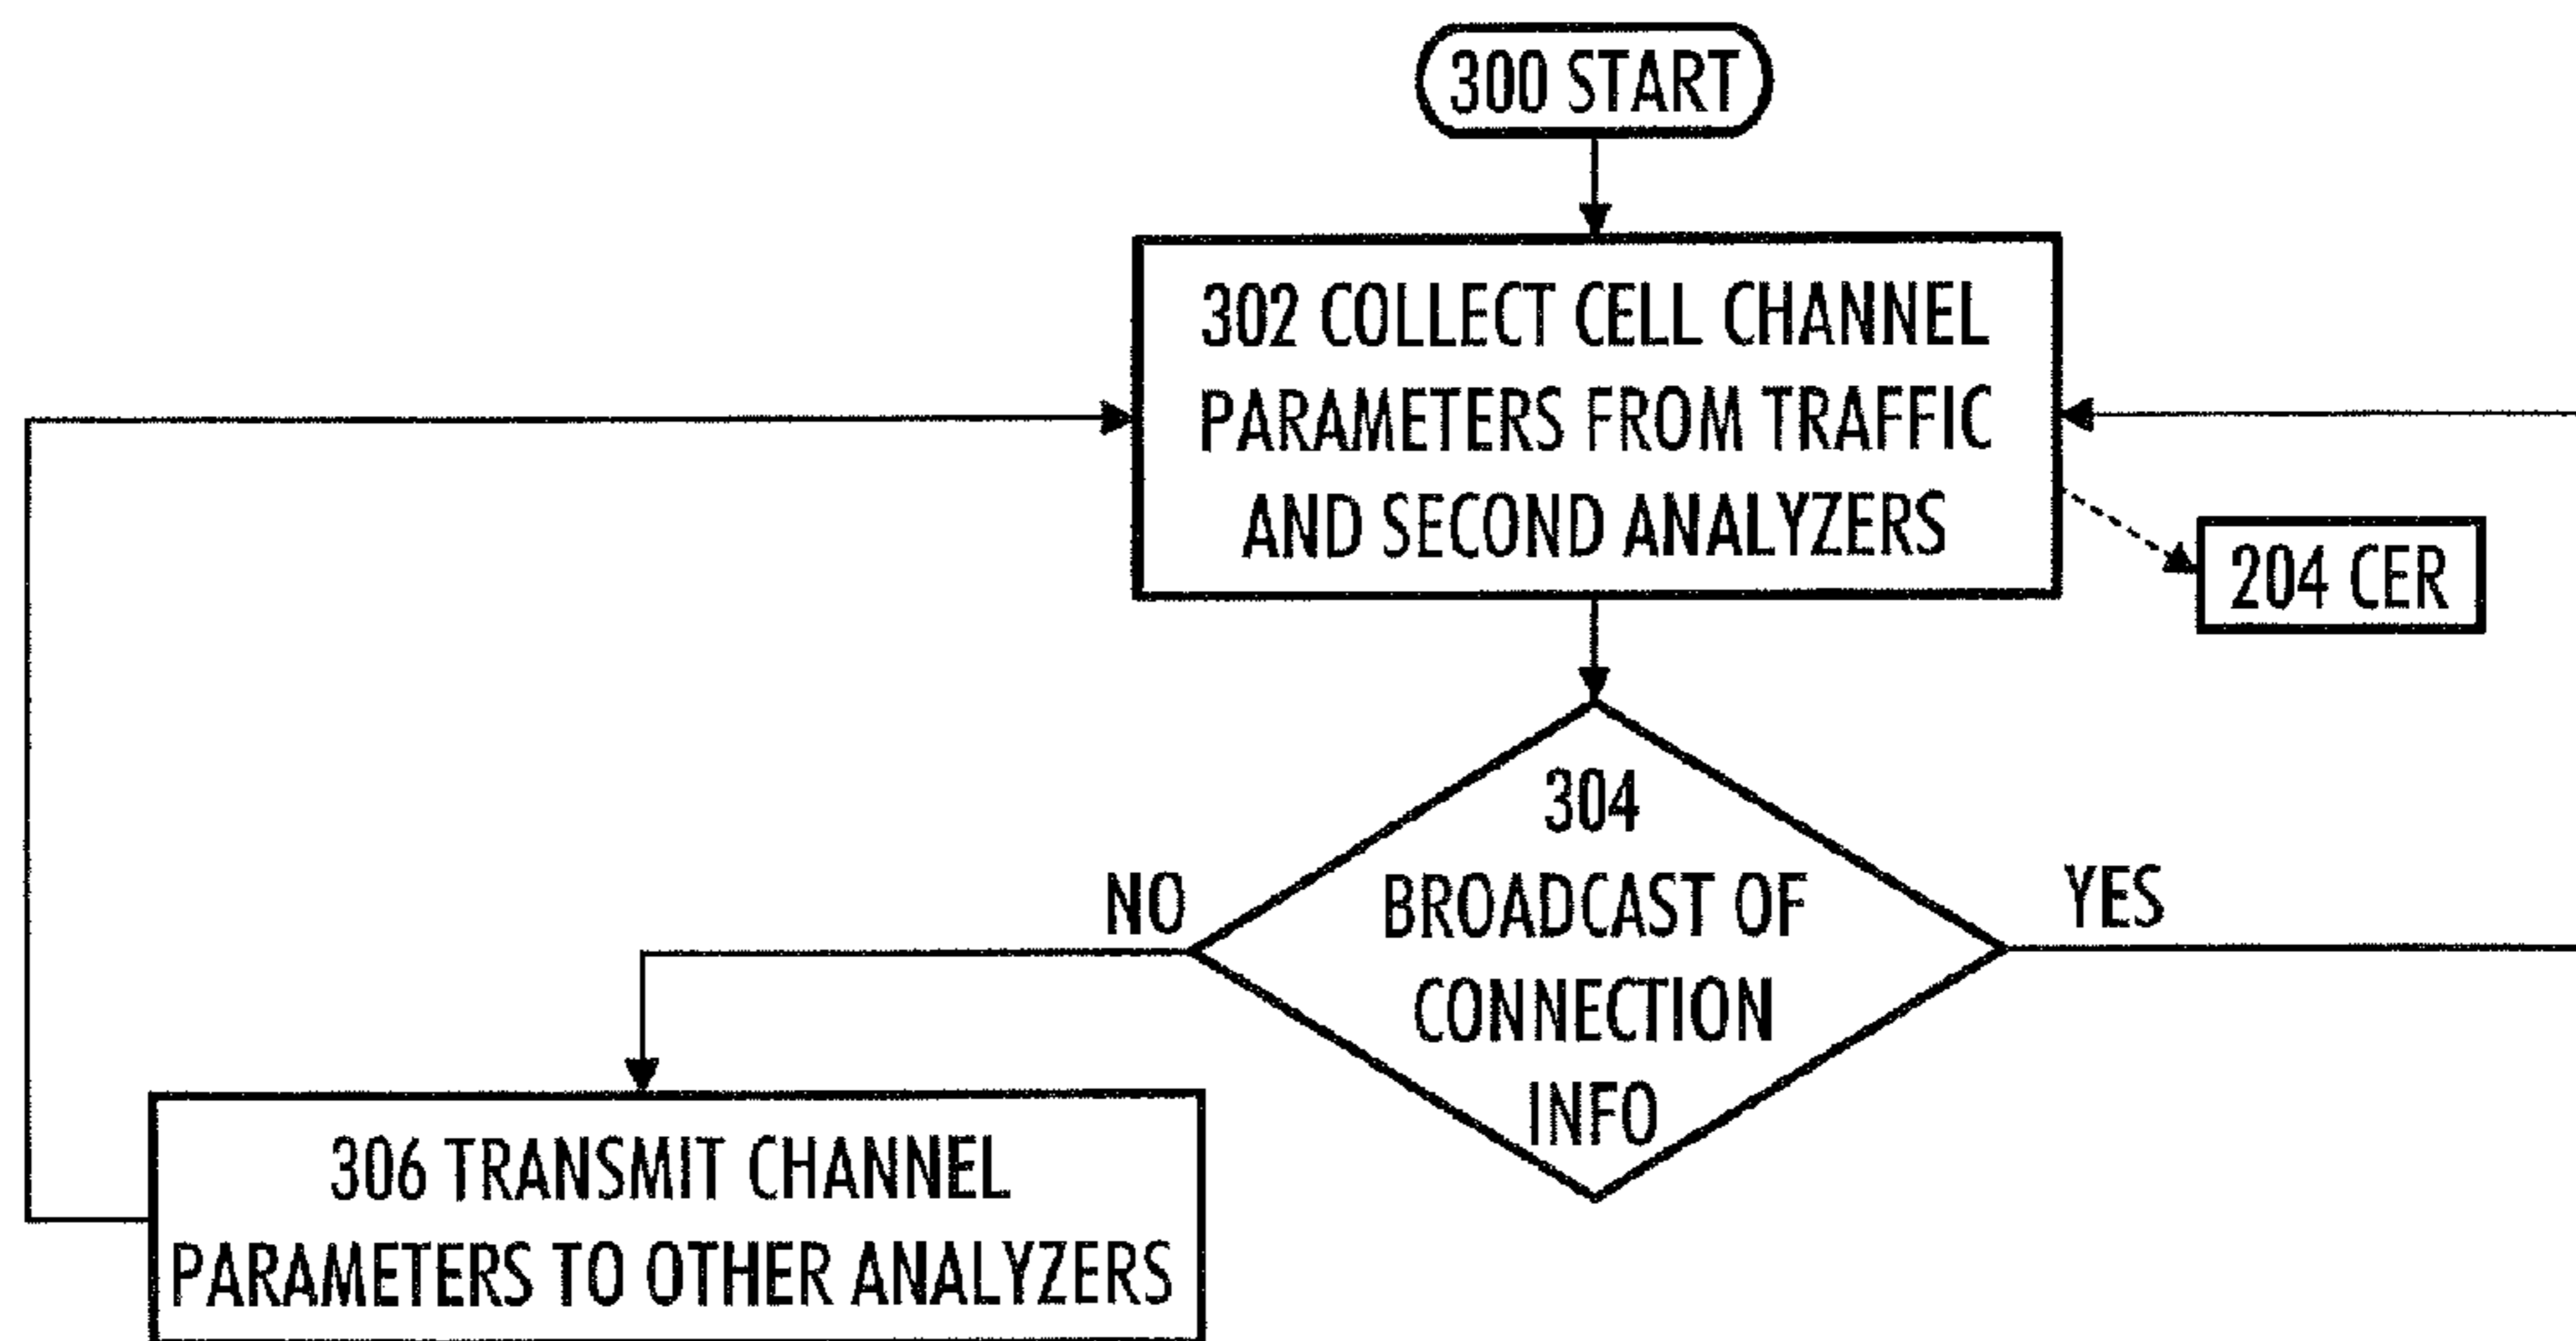 300 START
302 COLLECT CELL CHANNEL
PARAMETERS FROM TRAFFIC
AND SECOND ANALYZERS
204 CER
304
BROADCAST OF
CONNECTION
INFO
NO
YES
306 TRANSMIT CHANNEL
PARAMETERS TO OTHER ANALYZERS